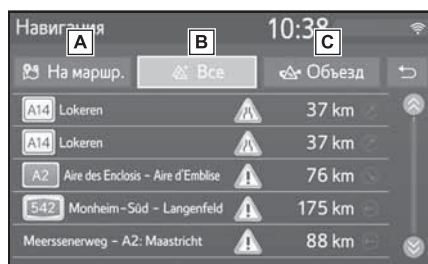 Навигация 10:38
A B C
На маршр. Все Объезд
A14 Lokeren 37 km
A14 Lokeren 37 km
A2 Aire des Enclosis - Aire d'Emblise 76 km
542 Monheim-Süd - Langenfeld 175 km
Meerssenerweg - A2: Maastricht 88 km